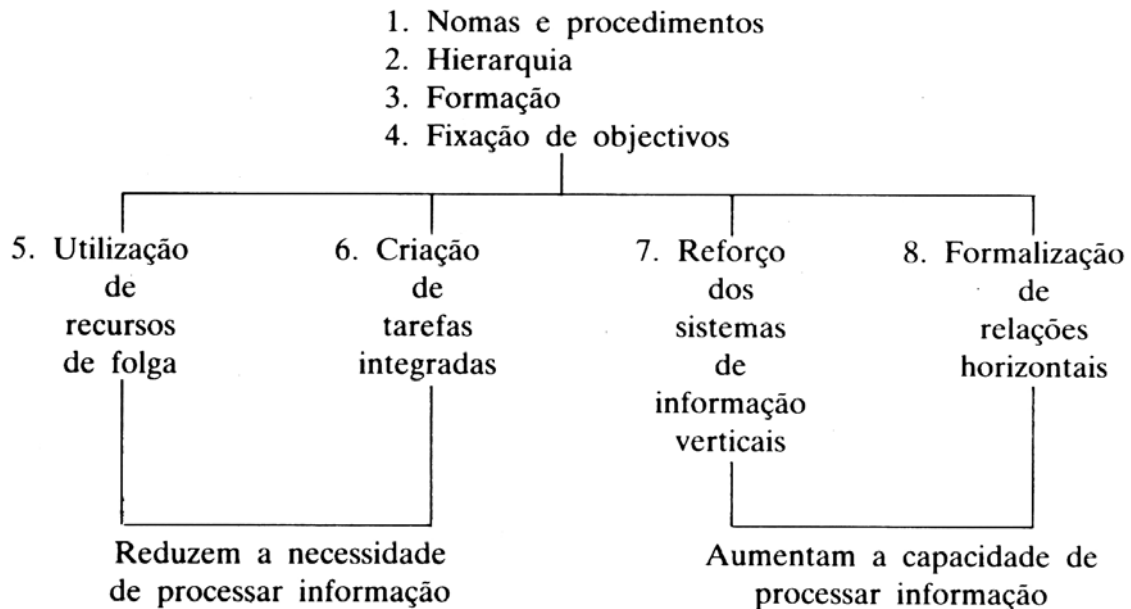 1. Nomas e procedimentos
2. Hierarquia
3. Formação
4. Fixação de objectivos
5. Utilização
de
recursos
de folga
6. Criação
de
tarefas
integradas
7. Reforço
dos
sistemas
de
informação
verticais
8. Formalização
de
relações
horizontais
Reduzem a necessidade
de processar informação
Aumentam a capacidade de
processar informação